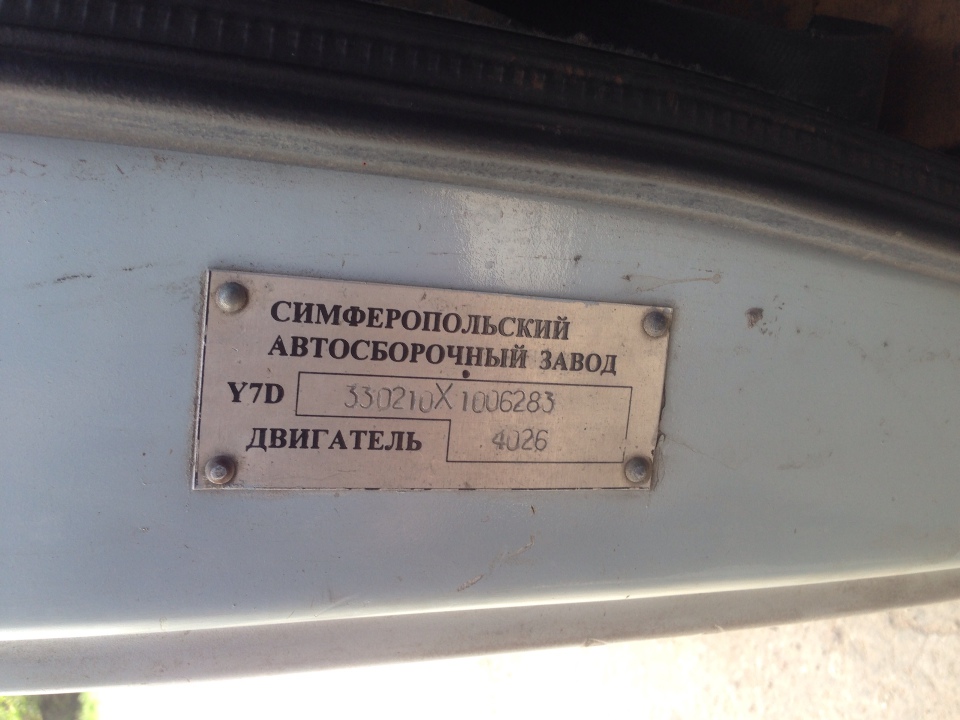 СИМФЕРОПОЛЬСКИЙ
АВТОСБОРОЧНЫЙ ЗАВОД
Y7D 330210X1006283
ДВИГАТЕЛЬ 4026